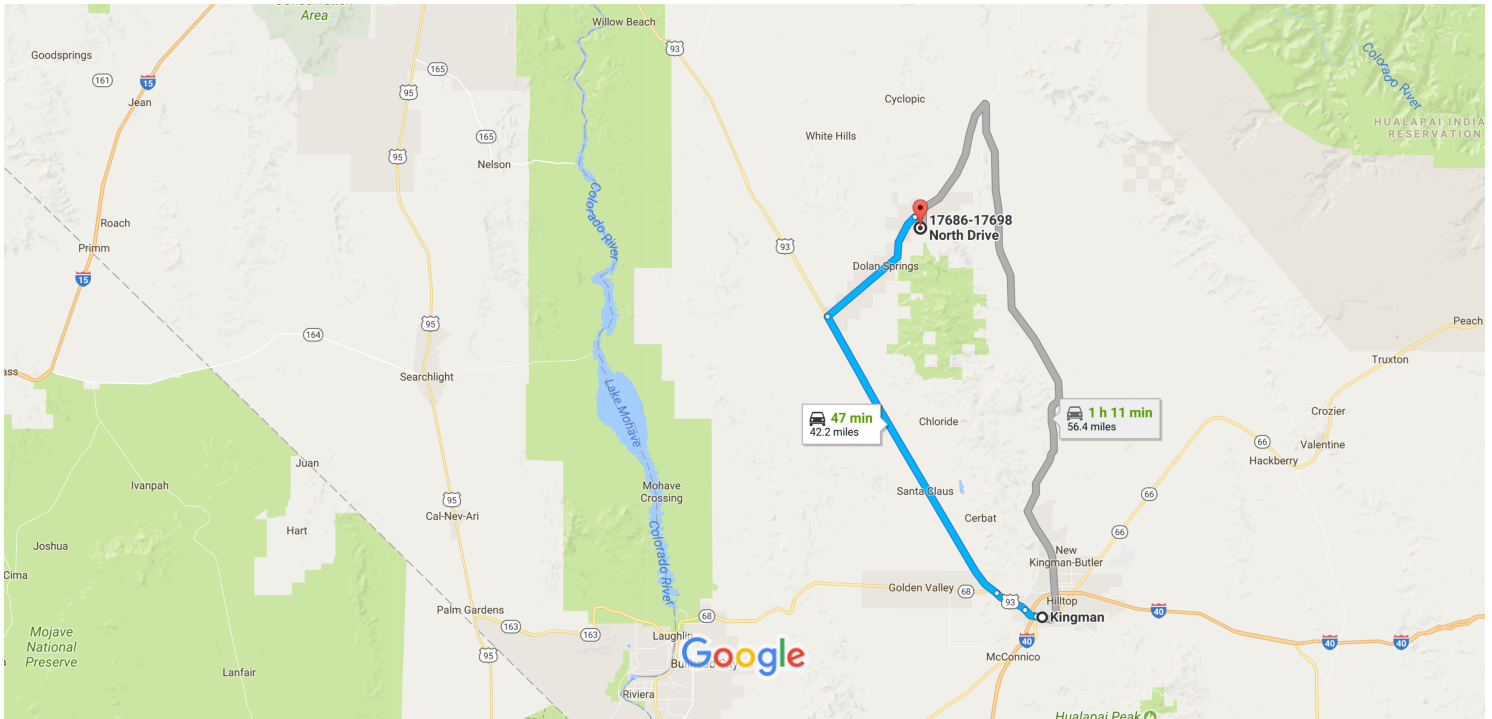 Conservation
Area
Willow Beach
93
Goodsprings
161
15
Jean
165
95
165
Nelson
95
Colorado River
HUALAPAI INDIA
RESERVATION
Cyclopic
White Hills
Colorado River
Roach
Primm
15
93
17686-17698
North Drive
Dolan Springs
95
164
Searchlight
Lake Mohave
Peach
Truxton
47 min
42.2 miles
Chloride
1 h 11 min
56.4 miles
Crozier
66
Valentine
Hackberry
Juan
Ivanpah
Mohave
Crossing
Santa Claus
66
95
Cal-Nev-Ari
Cerbat
Hart
Colorado River
66
Joshua
New
Kingman-Butler
Cima
Golden Valley
68
93
Hilltop
Palm Gardens
68
40
Kingman
163
163
Mojave
National
Preserve
Laughlin
40
40
40
95
Google
McConnico
Lanfair
Riviera
Hualapai Peak